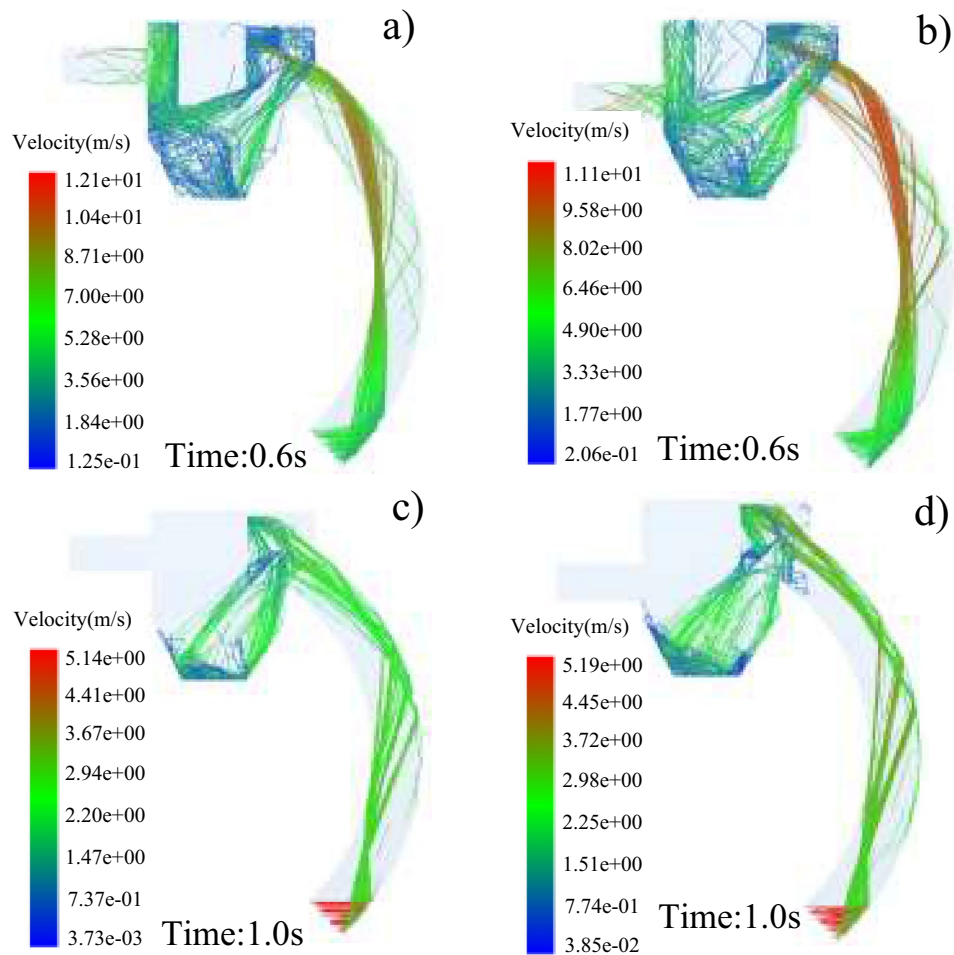 a)
Velocity(m/s)
1.21e+01
1.04e+01
8.71e+00
7.00e+00
5.28e+00
3.56e+00
1.84e+00
1.25e-01
Time:0.6s
b)
Velocity(m/s)
1.11e+01
9.58e+00
8.02e+00
6.46e+00
4.90e+00
3.33e+00
1.77e+00
2.06e-01
Time:0.6s
c)
Velocity(m/s)
5.14e+00
4.41e+00
3.67e+00
2.94e+00
2.20e+00
1.47e+00
7.37e-01
3.73e-03
Time:1.0s
d)
Velocity(m/s)
5.19e+00
4.45e+00
3.72e+00
2.98e+00
2.25e+00
1.51e+00
7.74e-01
3.85e-02
Time:1.0s